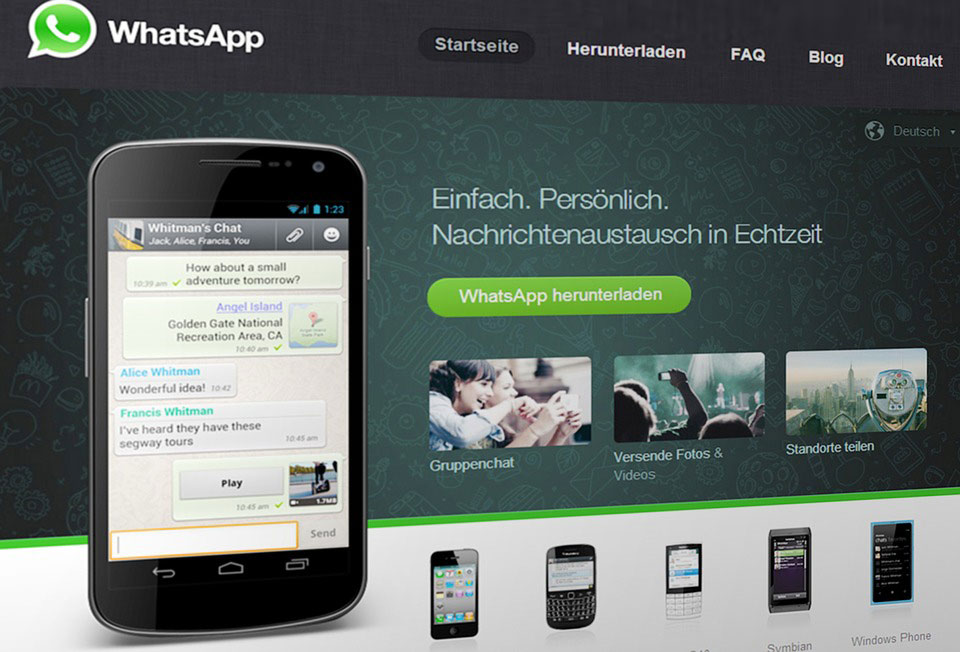 WhatsApp
Startseite
Herunterladen
FAQ
Blog
Kontakt
Deutsch
1:23
Whitman's Chat
Jack, Alice, Francis, You
How about a small
adventure tomorrow?
10:39 am
Angel Island
Golden Gate National
Recreation Area, CA
10:40 am
Alice Whitman
Wonderful idea! 10:42
Francis Whitman
I've heard they have these
segway tours
10:45 am
Play
1.7MB
10:45 am
Send
Einfach. Persönlich.
Nachrichtenaustausch in Echtzeit
WhatsApp herunterladen
Gruppenchat
Versende Fotos &
Videos
Standorte teilen
Symbian
Windows Phone